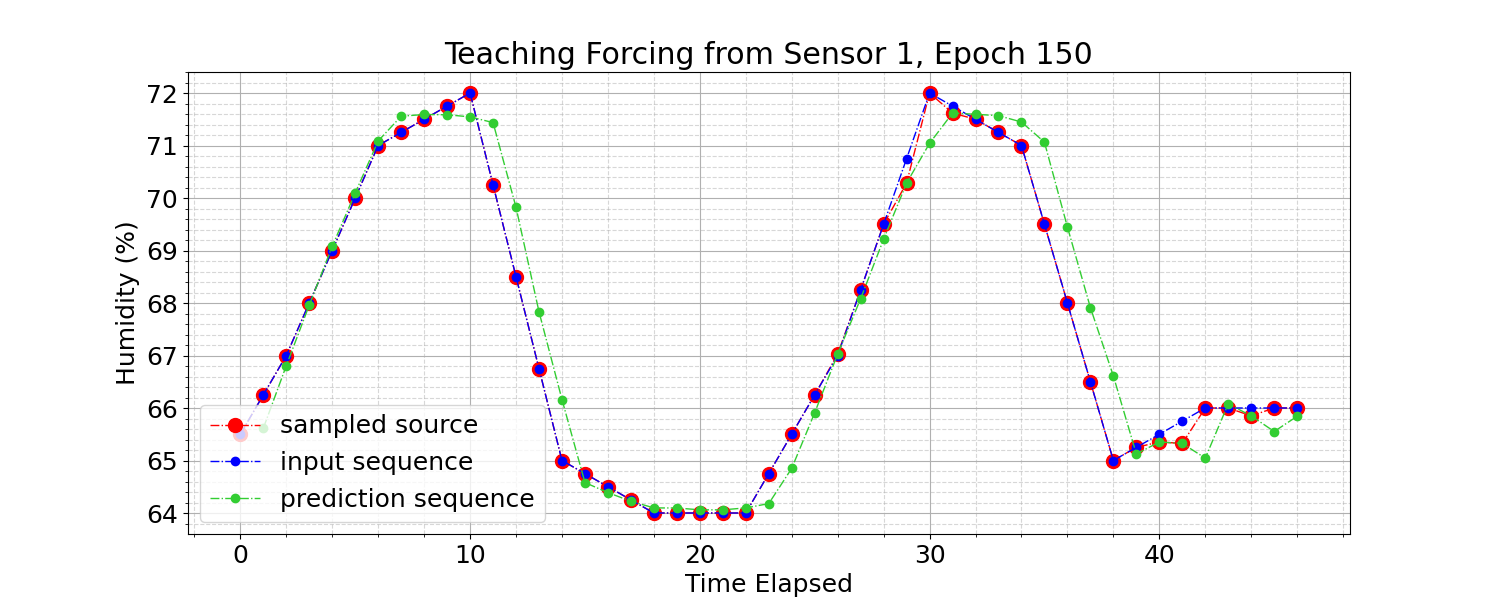 Teaching Forcing from Sensor 1, Epoch 150
Humidity (%)
72
71
70
69
68
67
66
65
64
sampled source
input sequence
prediction sequence
0 10 20 30 40
Time Elapsed